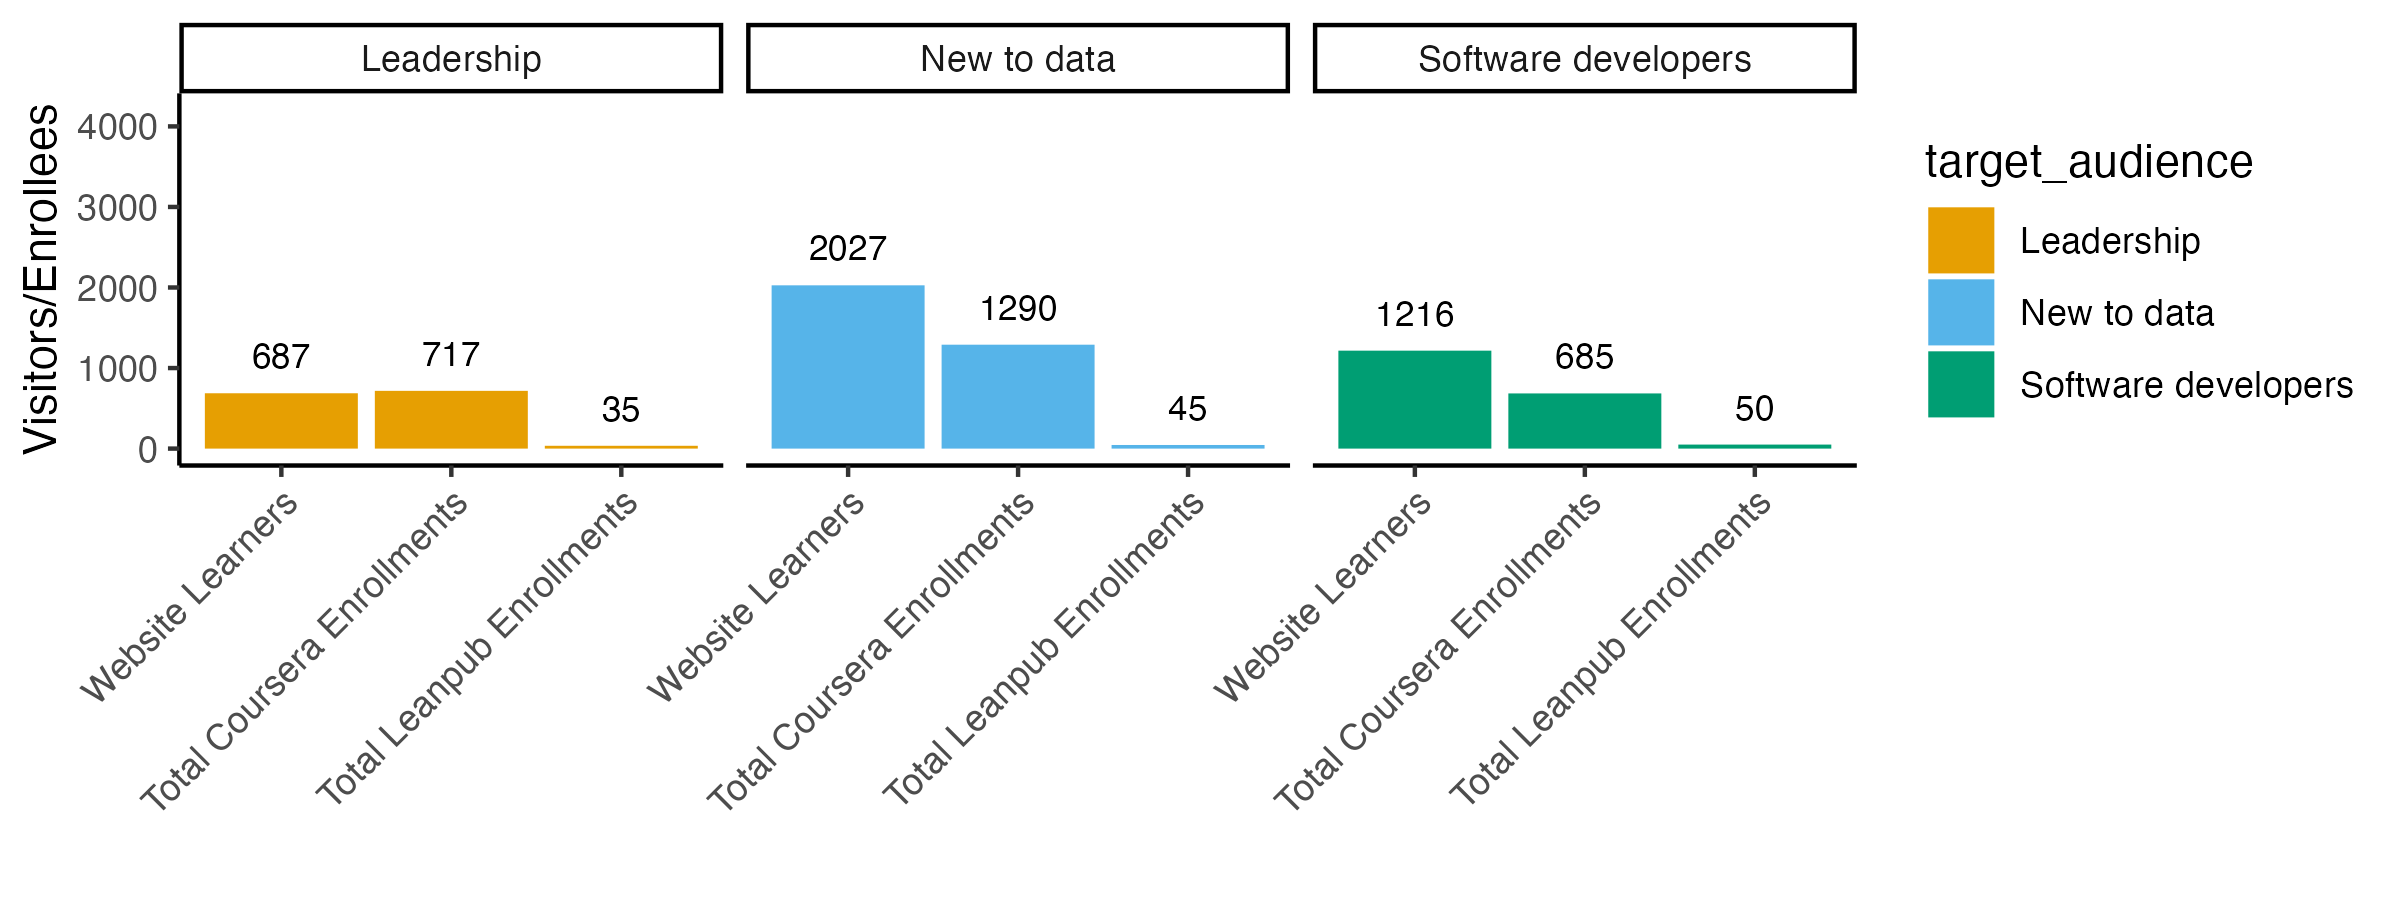 Leadership
New to data
Software developers
Visitors/Enrollees
4000
3000
2000
1000
0
687
717
35
2027
1290
45
1216
685
50
Website Learners
Total Coursera Enrollments
Total Leanpub Enrollments
Website Learners
Total Coursera Enrollments
Total Leanpub Enrollments
Website Learners
Total Coursera Enrollments
Total Leanpub Enrollments
target_audience
Leadership
New to data
Software developers